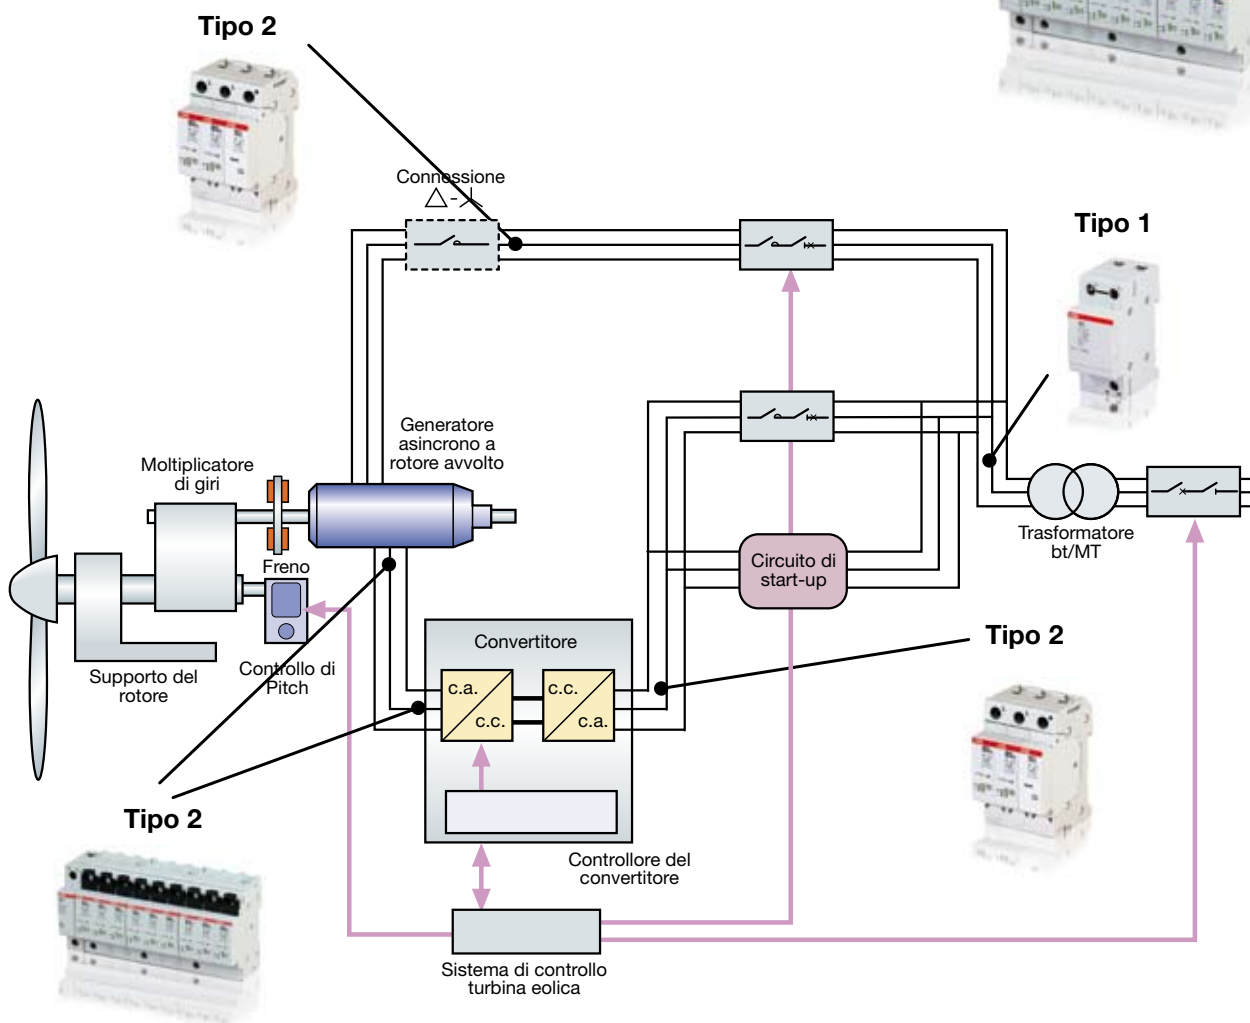 Tipo 2
Connessione
Δ-Y
Tipo 1
Generatore
asincrono a
rotore avvolto
Moltiplicatore
di giri
Freno
Trasformatore
bt/MT
Circuito di
start-up
Convertitore
Tipo 2
Supporto del
rotore
Controllo di
Pitch
c.a.
c.c.
c.c.
c.a.
Tipo 2
Controllore del
convertitore
Sistema di controllo
turbina eolica